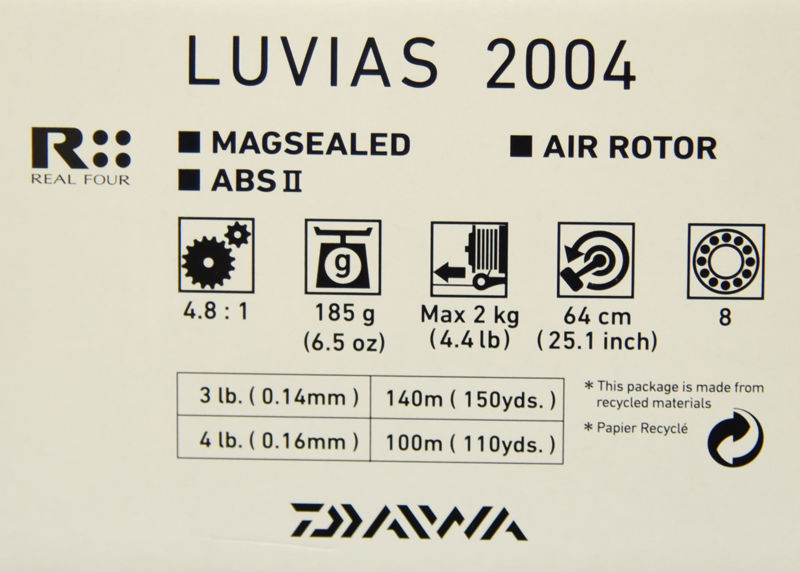 LUVIAS 2004
R
REAL FOUR
MAGSEALED
AIR ROTOR
ABS II
g
4.8 : 1
185 g
(6.5 oz)
Max 2 kg
(4.4 lb)
64 cm
(25.1 inch)
8
3 lb. ( 0.14mm ) 140m ( 150yds. )
4 lb. ( 0.16mm ) 100m ( 110yds. )
* This package is made from
recycled materials
* Papier Recyclé
DAIWA